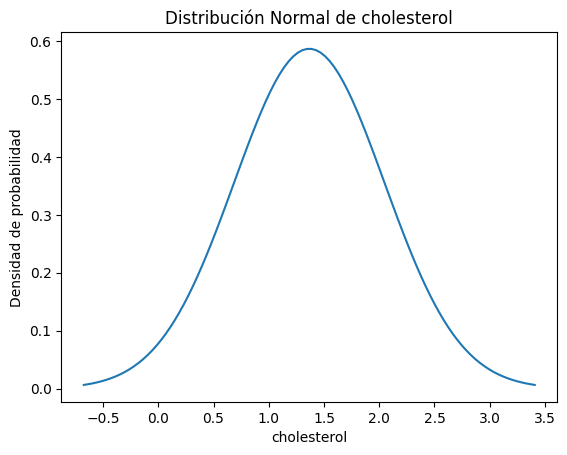 Distribución Normal de cholesterol
Densidad de probabilidad
0.6
0.5
0.4
0.3
0.2
0.1
0.0
−0.5 0.0 0.5 1.0 1.5 2.0 2.5 3.0 3.5
cholesterol